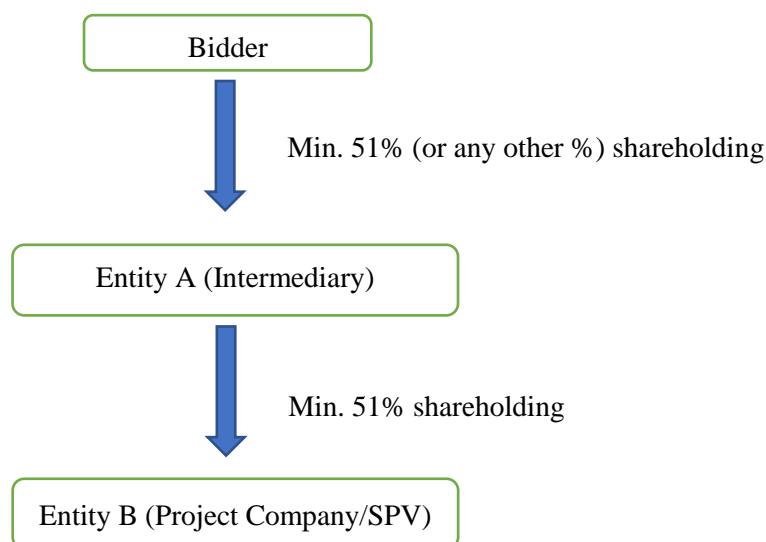 Bidder
Min. 51% (or any other %) shareholding
Entity A (Intermediary)
Min. 51% shareholding
Entity B (Project Company/SPV)